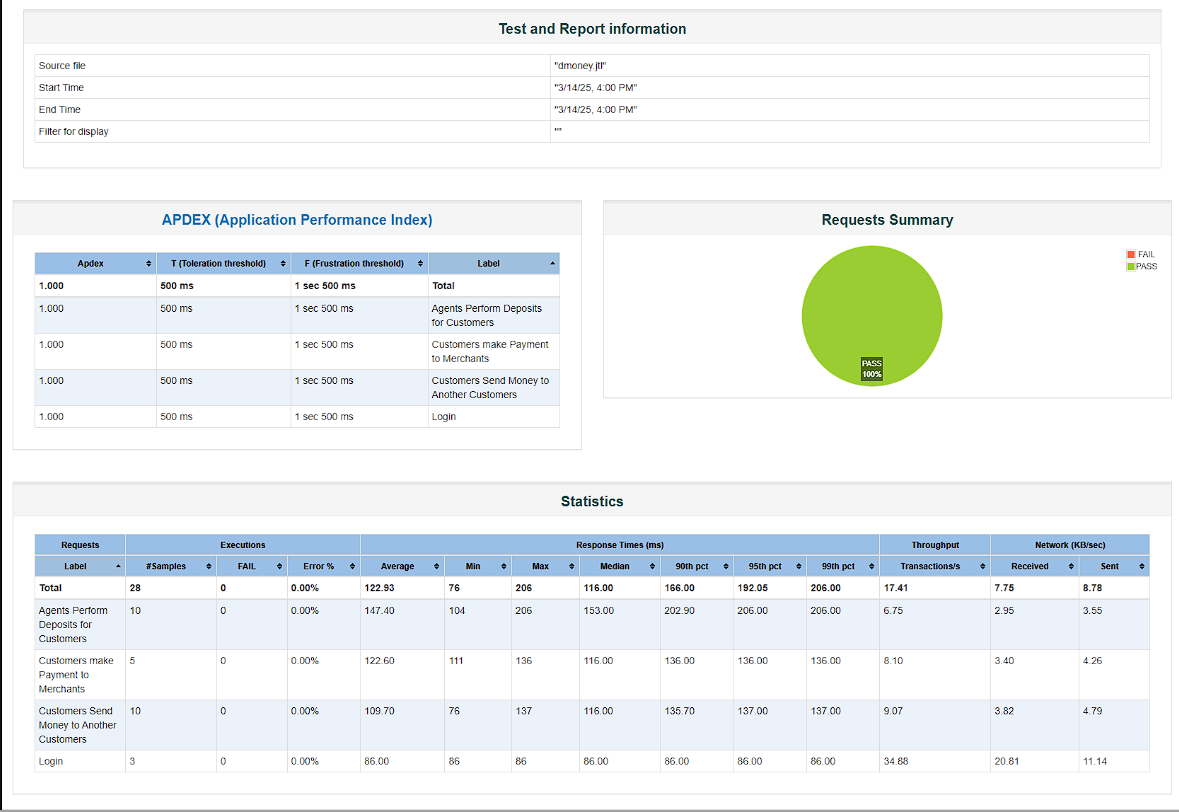 Test and Report information
Source file "dmoney.jtl"
Start Time "3/14/25, 4:00 PM"
End Time "3/14/25, 4:00 PM"
Filter for display ""
APDEX (Application Performance Index)
Apdex T (Toleration threshold) F (Frustration threshold) Label
1.000 500 ms 1 sec 500 ms Total
1.000 500 ms 1 sec 500 ms Agents Perform Deposits
for Customers
1.000 500 ms 1 sec 500 ms Customers make Payment
to Merchants
1.000 500 ms 1 sec 500 ms Customers Send Money to
Another Customers
1.000 500 ms 1 sec 500 ms Login
Requests Summary
FAIL
PASS
PASS
100%
Statistics
Requests Executions Response Times (ms) Throughput Network (KB/sec)
Label #Samples FAIL Error % Average Min Max Median 90th pct 95th pct 99th pct Transactions/s Received Sent
Total 28 0 0.00% 122.93 76 206 116.00 166.00 192.05 206.00 17.41 7.75 8.78
Agents Perform 10 0 0.00% 147.40 104 206 153.00 202.90 206.00 206.00 6.75 2.95 3.55
Deposits for
Customers
Customers make 5 0 0.00% 122.60 111 136 116.00 136.00 136.00 136.00 8.10 3.40 4.26
Payment to
Merchants
Customers Send 10 0 0.00% 109.70 76 137 116.00 135.70 137.00 137.00 9.07 3.82 4.79
Money to Another
Customers
Login 3 0 0.00% 86.00 86 86 86.00 86.00 86.00 86.00 34.88 20.81 11.14